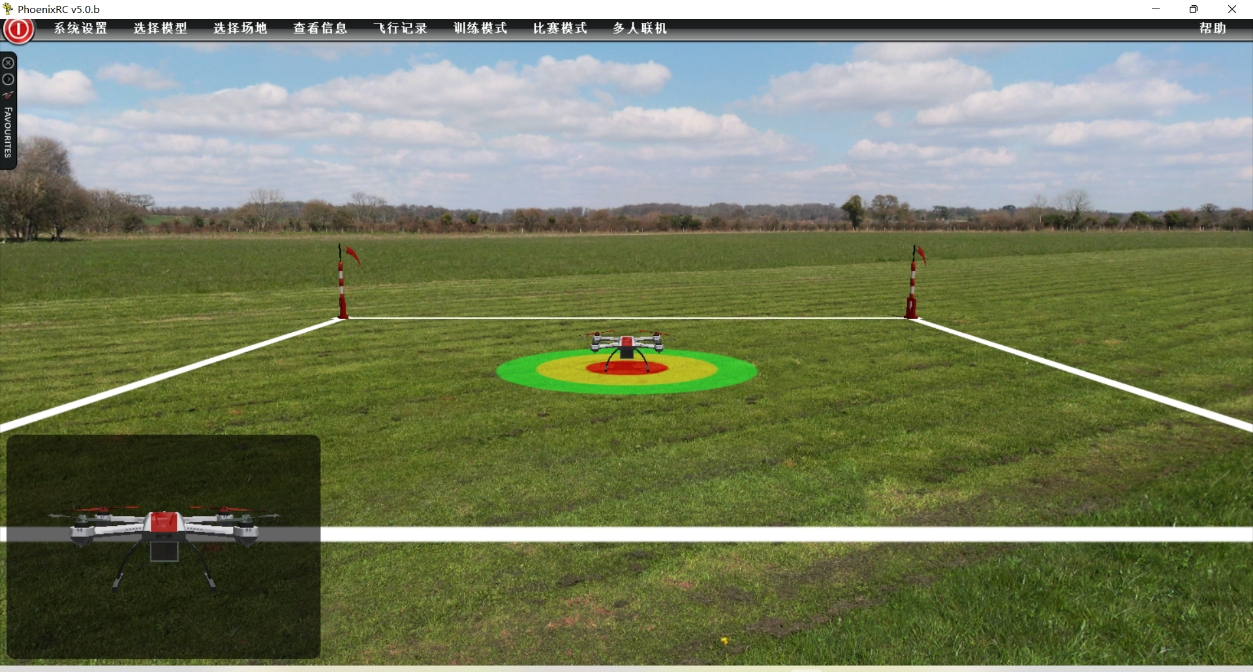 PhoenixRC v5.0.b
系统设置 选择模型 选择场地 查看信息 飞行记录 训练模式 比赛模式 多人联机 帮助
FAVOURITES